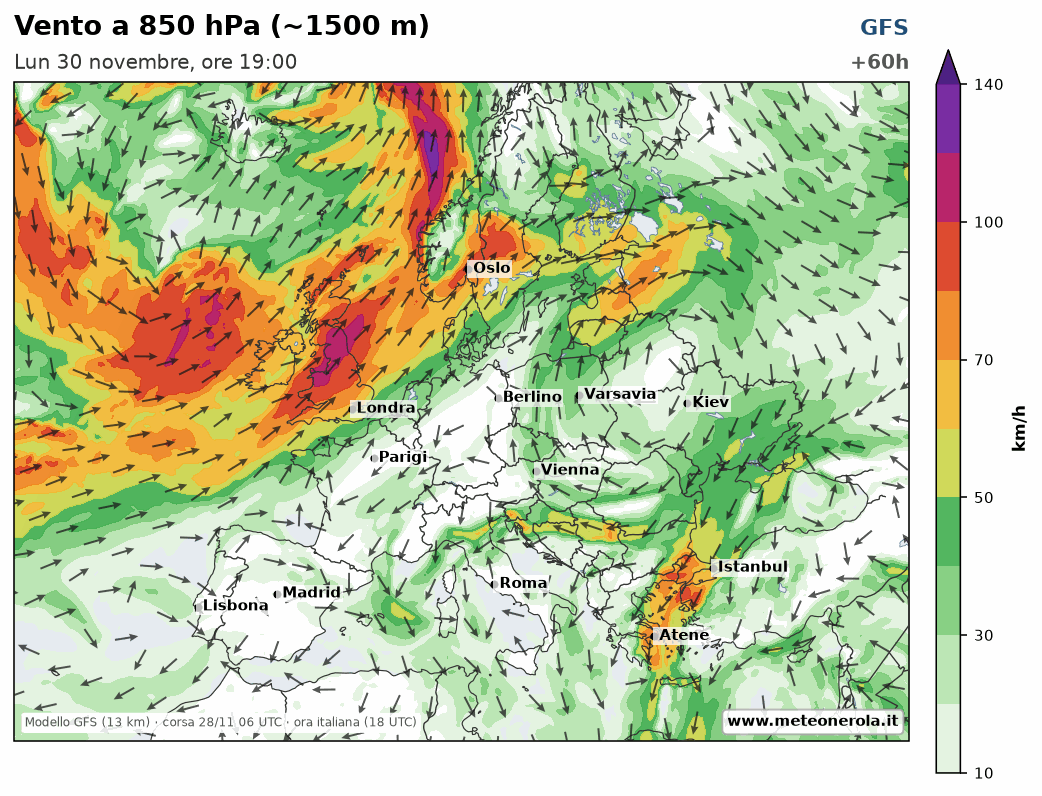 Vento a 850 hPa (~1500 m)
GFS
Lun 30 novembre, ore 19:00
+60h
140
100
70
50
30
10
km/h
Oslo
Londra
Berlino
Varsavia
Kiev
Parigi
Vienna
Istanbul
Roma
Madrid
Lisbona
Atene
Modello GFS (13 km) · corsa 28/11 06 UTC · ora italiana (18 UTC)
www.meteonerola.it